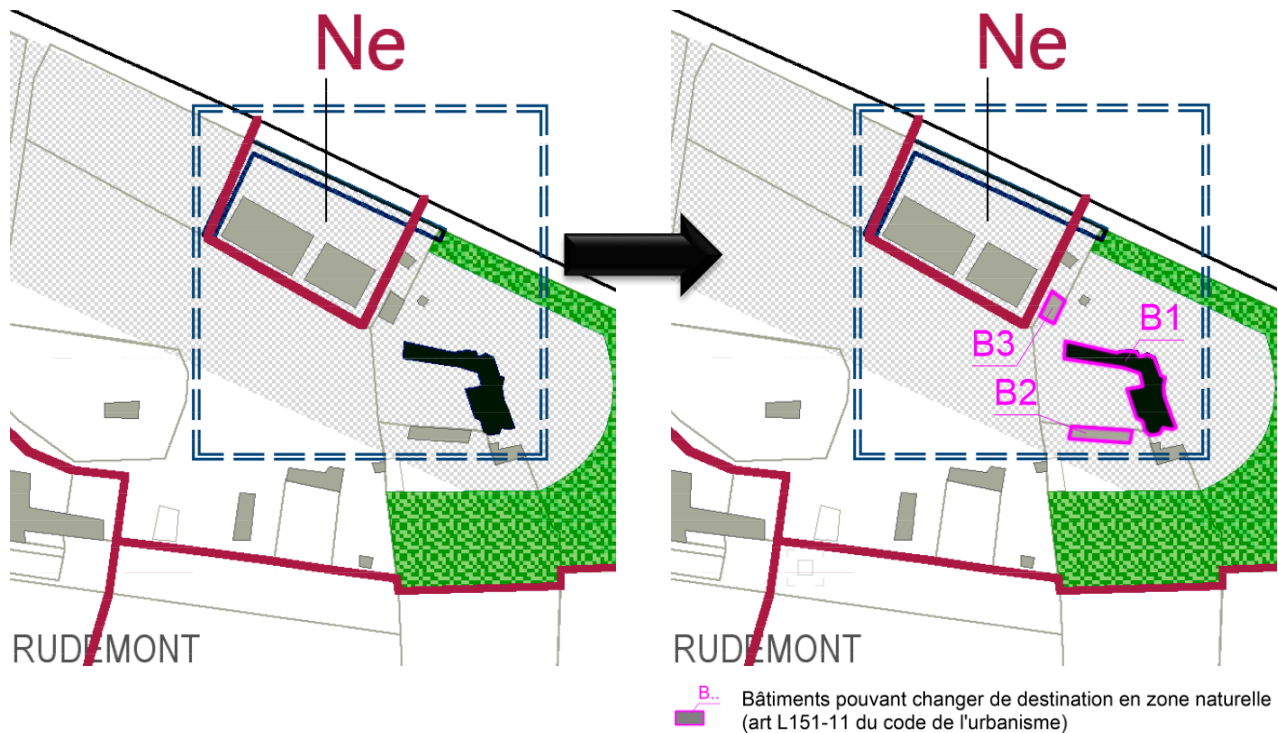 Ne
RUDEMONT
Ne
B1
B3
B2
RUDEMONT
B..
Bâtiments pouvant changer de destination en zone naturelle
(art L151-11 du code de l'urbanisme)